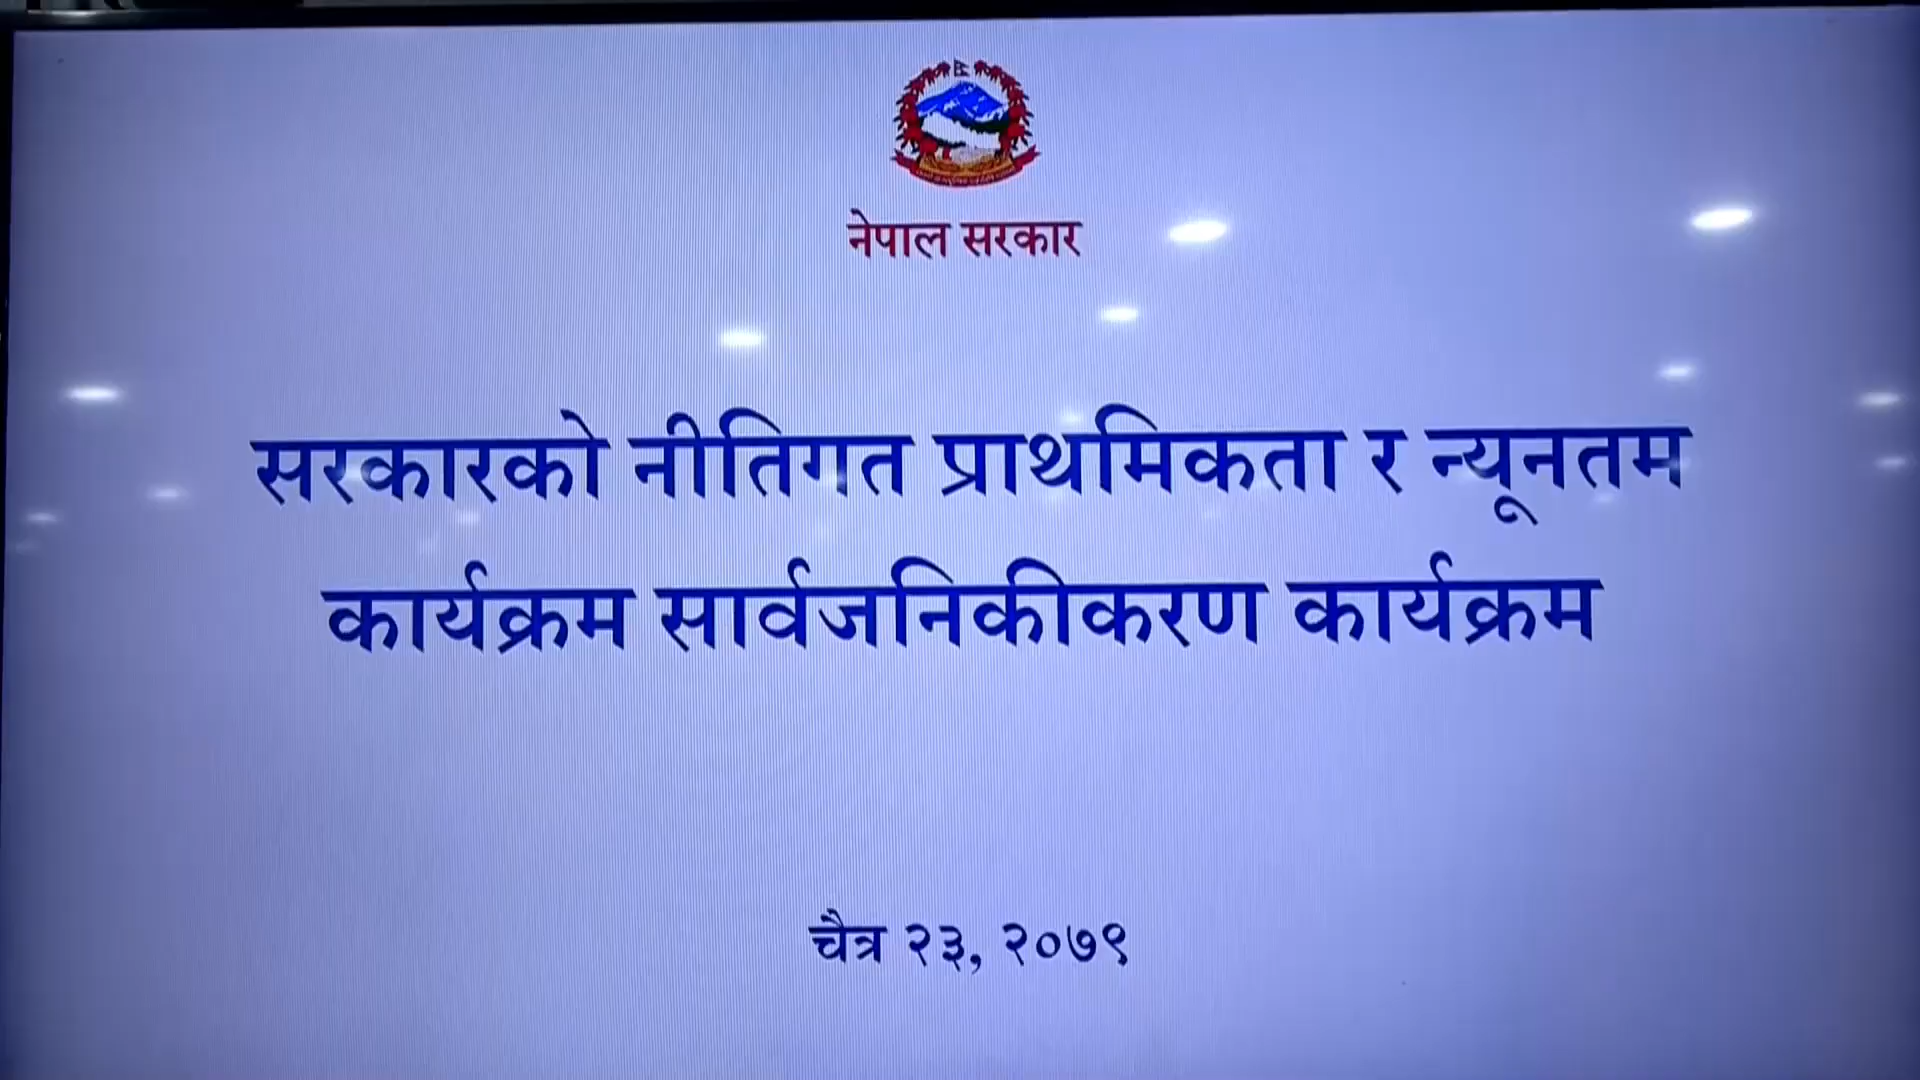 नेपाल सरकार
सरकारको नीतिगत प्राथमिकता र न्यूनतम
कार्यक्रम सार्वजनिकीकरण कार्यक्रम
चैत्र २३, २०७९